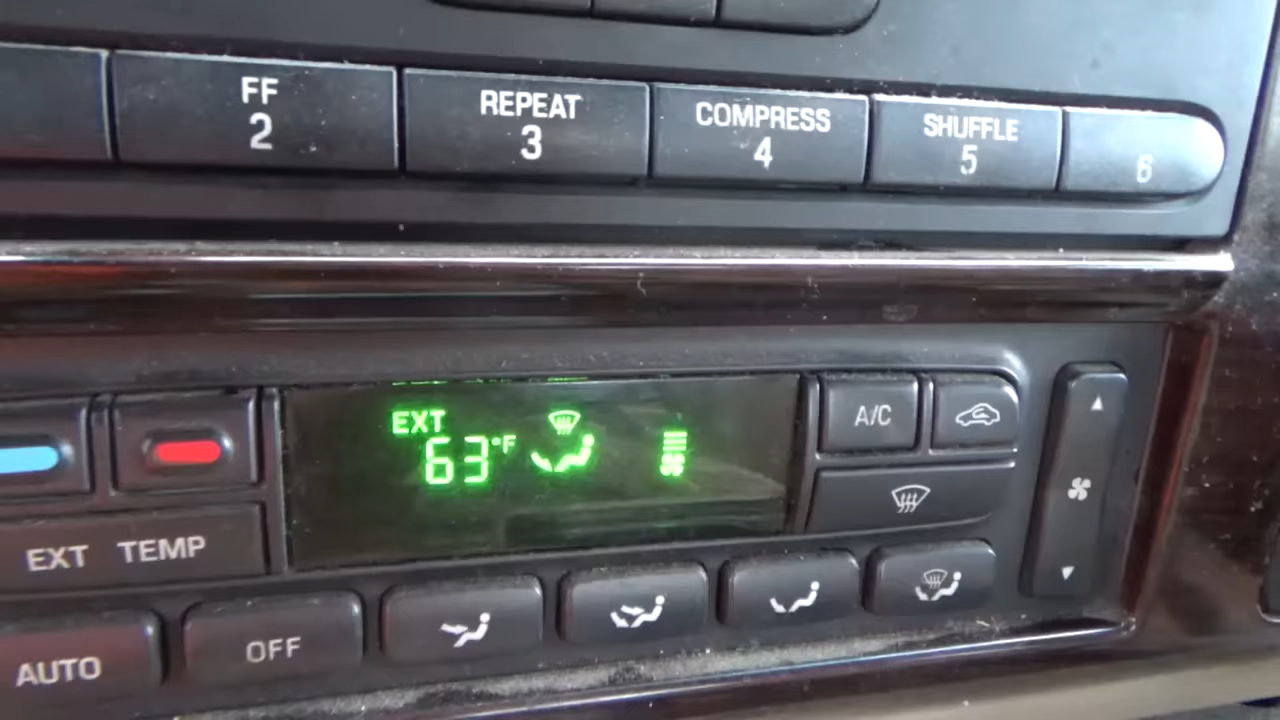 FF
2
REPEAT
3
COMPRESS
4
SHUFFLE
5
6
EXT
63°F
A/C
EXT TEMP
AUTO
OFF